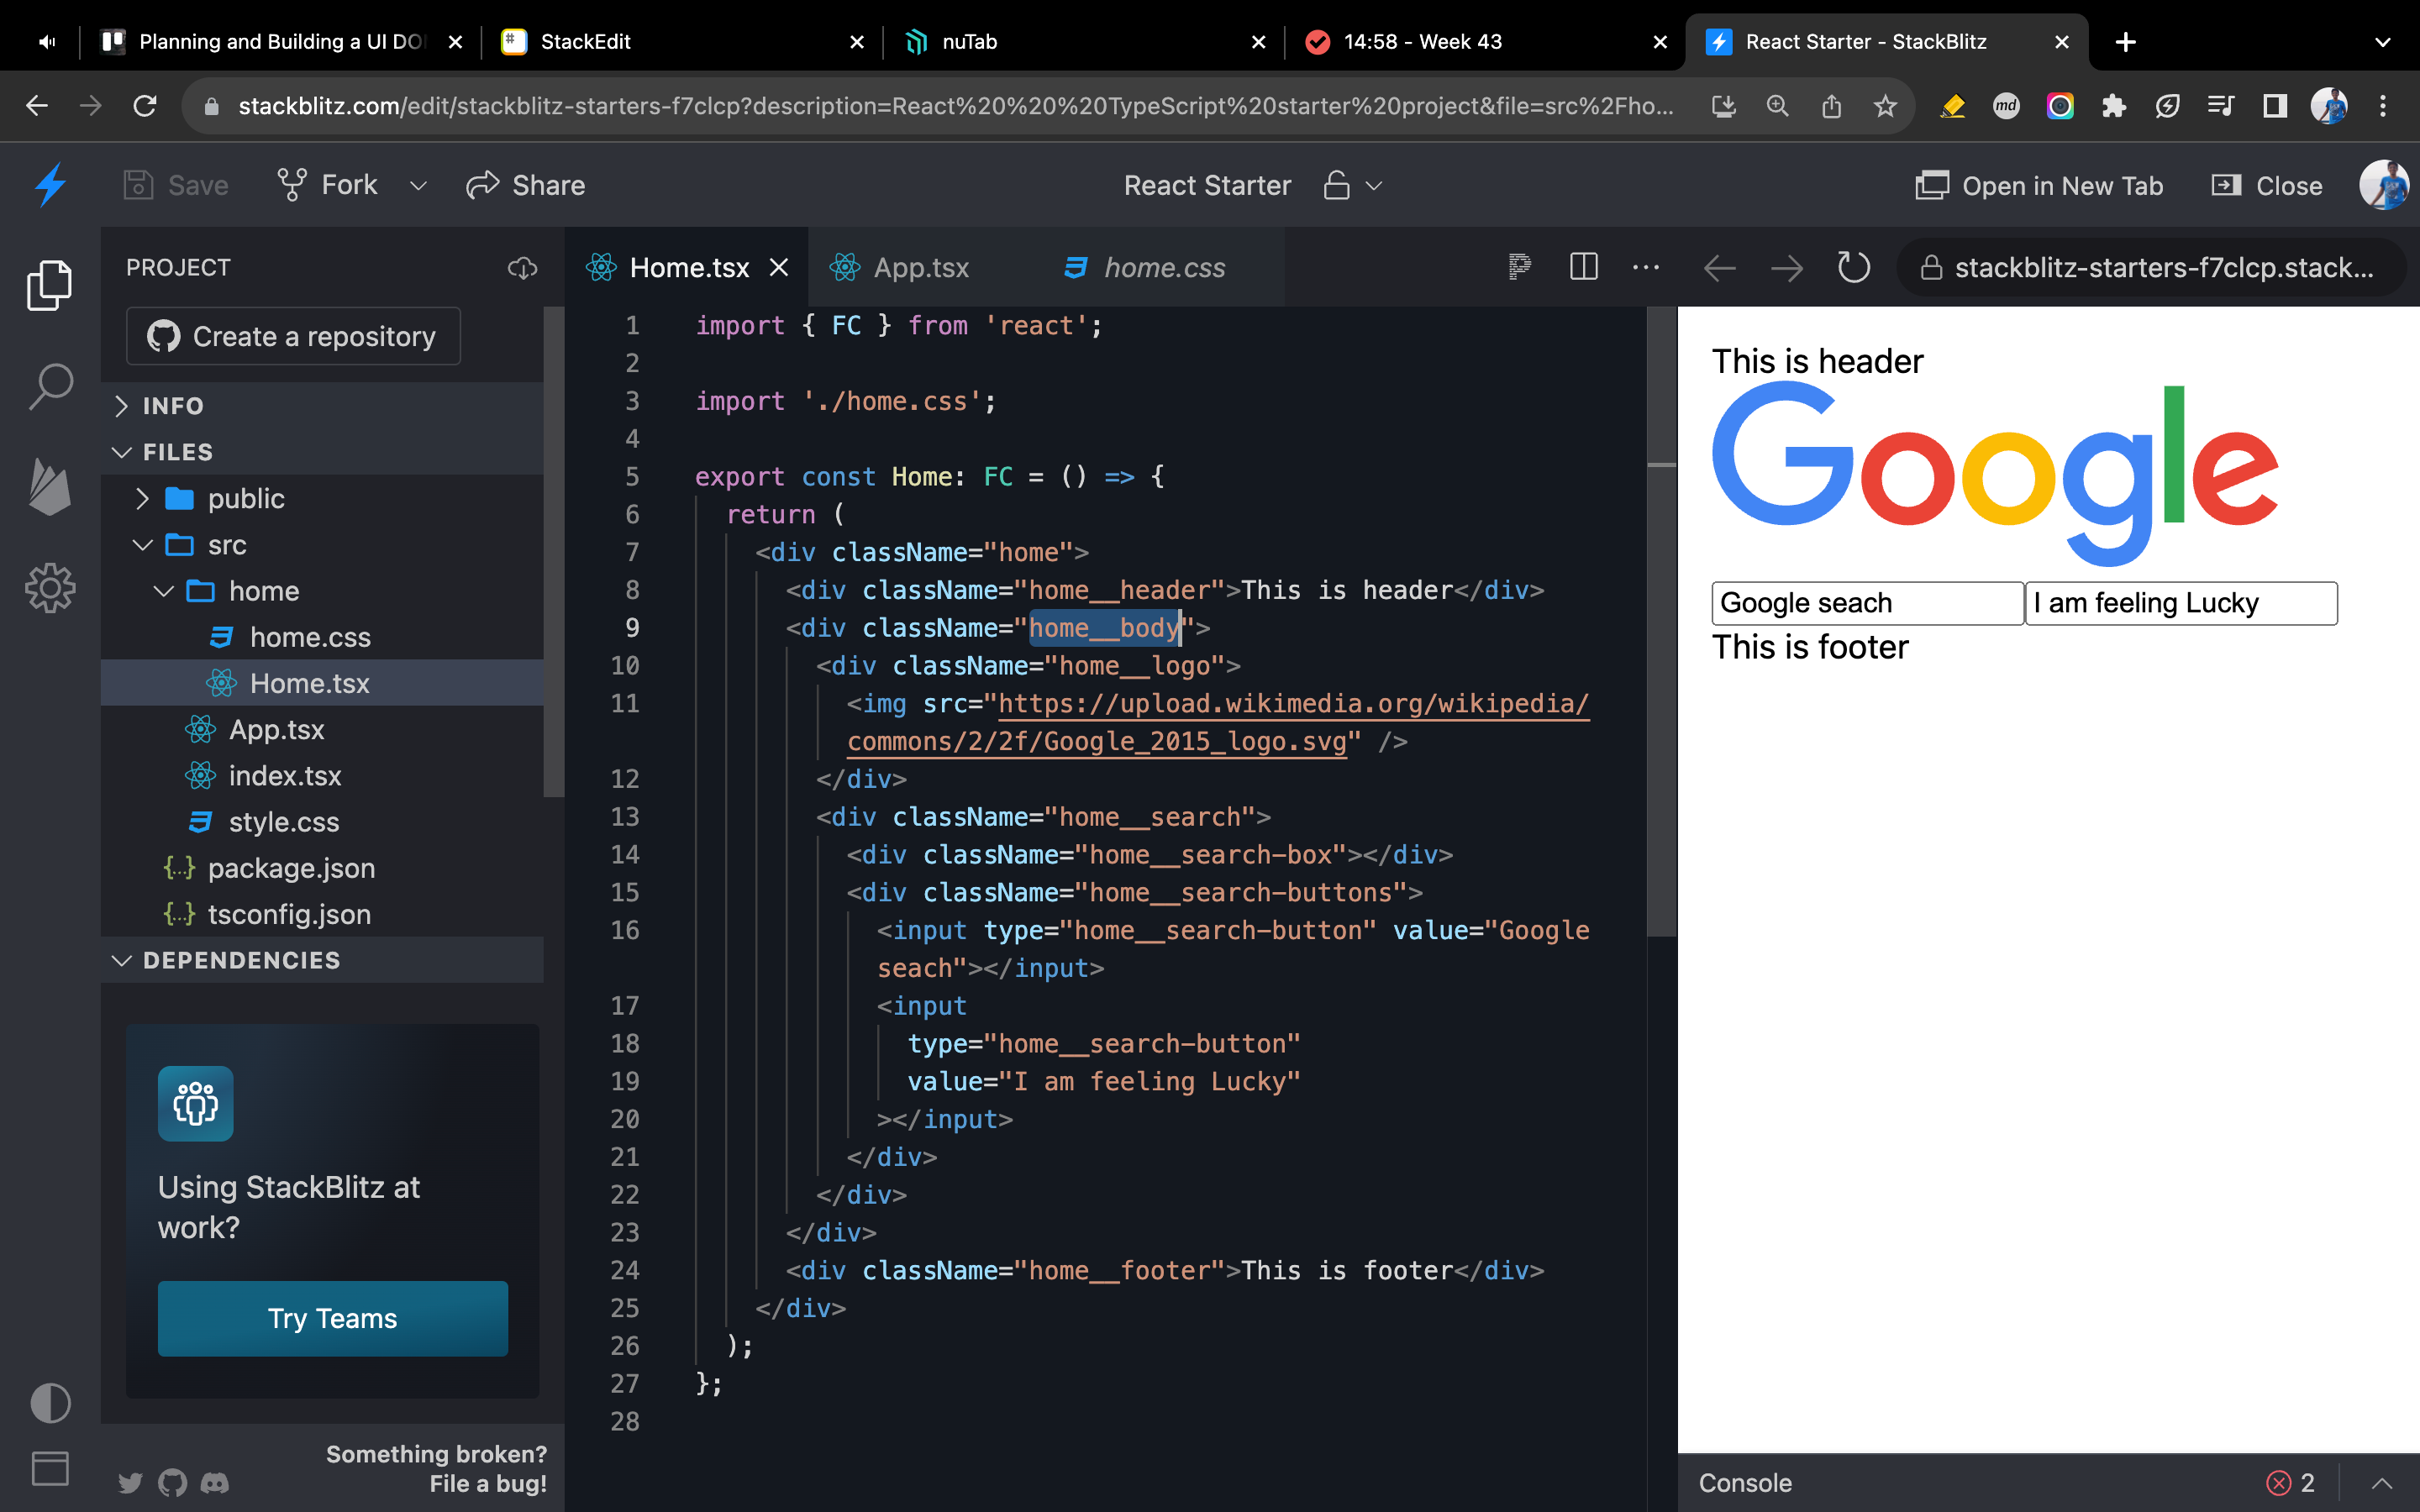 Planning and Building a UI DO
StackEdit
nuTab
14:58 - Week 43
React Starter - StackBlitz
stackblitz.com/edit/stackblitz-starters-f7clcp?description=React%20%20%20TypeScript%20starter%20project&file=src%2Fho...
md
Save
Fork
Share
React Starter
Open in New Tab
Close
PROJECT
Create a repository
INFO
FILES
public
src
home
home.css
Home.tsx
App.tsx
index.tsx
style.css
package.json
tsconfig.json
DEPENDENCIES
Using StackBlitz at
work?
Try Teams
Something broken?
File a bug!
Home.tsx
App.tsx
home.css
1 import { FC } from 'react';
2
3 import './home.css';
4
5 export const Home: FC = () => {
6 return (
7 <div className="home">
8 <div className="home__header">This is header</div>
9 <div className="home__body">
10 <div className="home__logo">
11 <img src="https://upload.wikimedia.org/wikipedia/
commons/2/2f/Google_2015_logo.svg" />
12 </div>
13 <div className="home__search">
14 <div className="home__search-box"></div>
15 <div className="home__search-buttons">
16 <input type="home__search-button" value="Google
seach"></input>
17 <input
18 type="home__search-button"
19 value="I am feeling Lucky"
20 ></input>
21 </div>
22 </div>
23 </div>
24 <div className="home__footer">This is footer</div>
25 </div>
26 );
27 };
28
stackblitz-starters-f7clcp.stack...
This is header
Google
Google seach
I am feeling Lucky
This is footer
Console
2